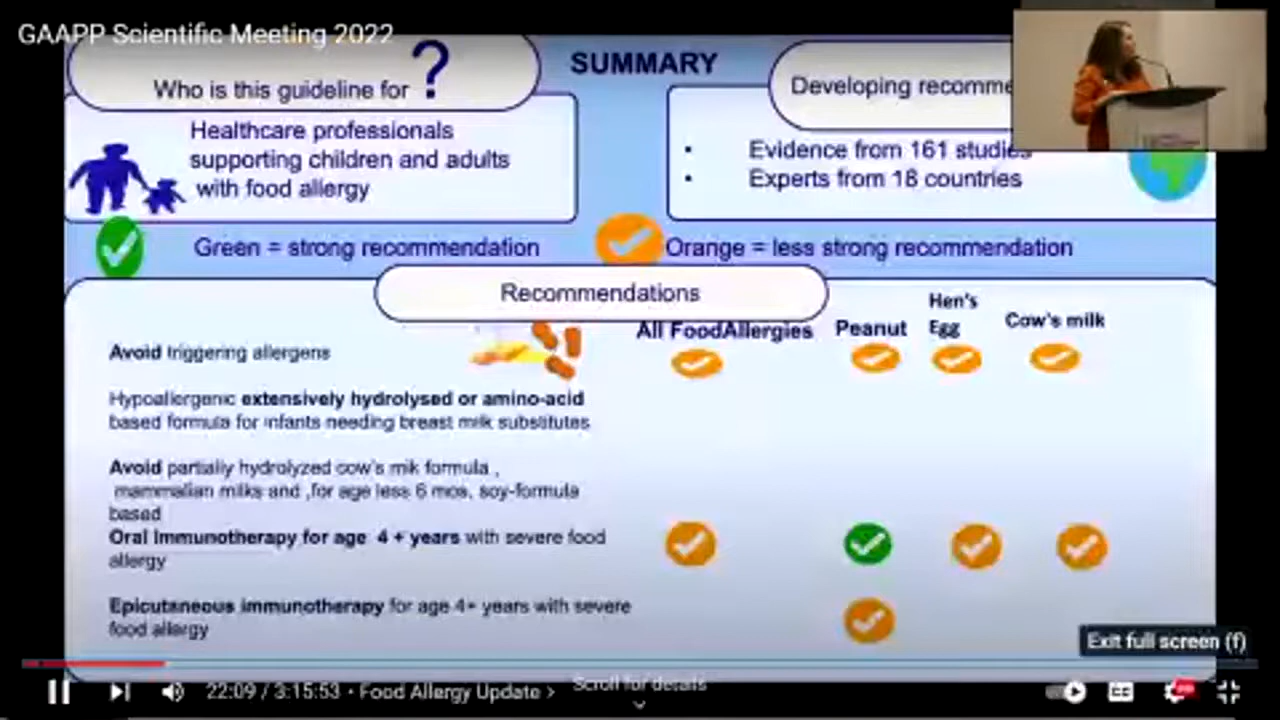 GAAPP Scientific Meeting 2022
SUMMARY
Who is this guideline for ?
Developing recomme
Healthcare professionals
supporting children and adults
with food allergy
• Evidence from 161 studies
• Experts from 18 countries
Green = strong recommendation
Orange = less strong recommendation
Recommendations
All FoodAllergies
Peanut
Hen's
Egg
Cow's milk
Avoid triggering allergens
Hypoallergenic extensively hydrolysed or amino-acid
based formula for infants needing breast milk substitutes
Avoid partially hydrolyzed cow's mik formula ,
mammalian milks and ,for age less 6 mos, soy-formula
based
Oral Immunotherapy for age 4 + years with severe food
allergy
Epicutaneous immunotherapy for age 4+ years with severe
food allergy
Exit full screen (f)
22:09 / 3:15:53 • Food Allergy Update >
Scroll for details
CC